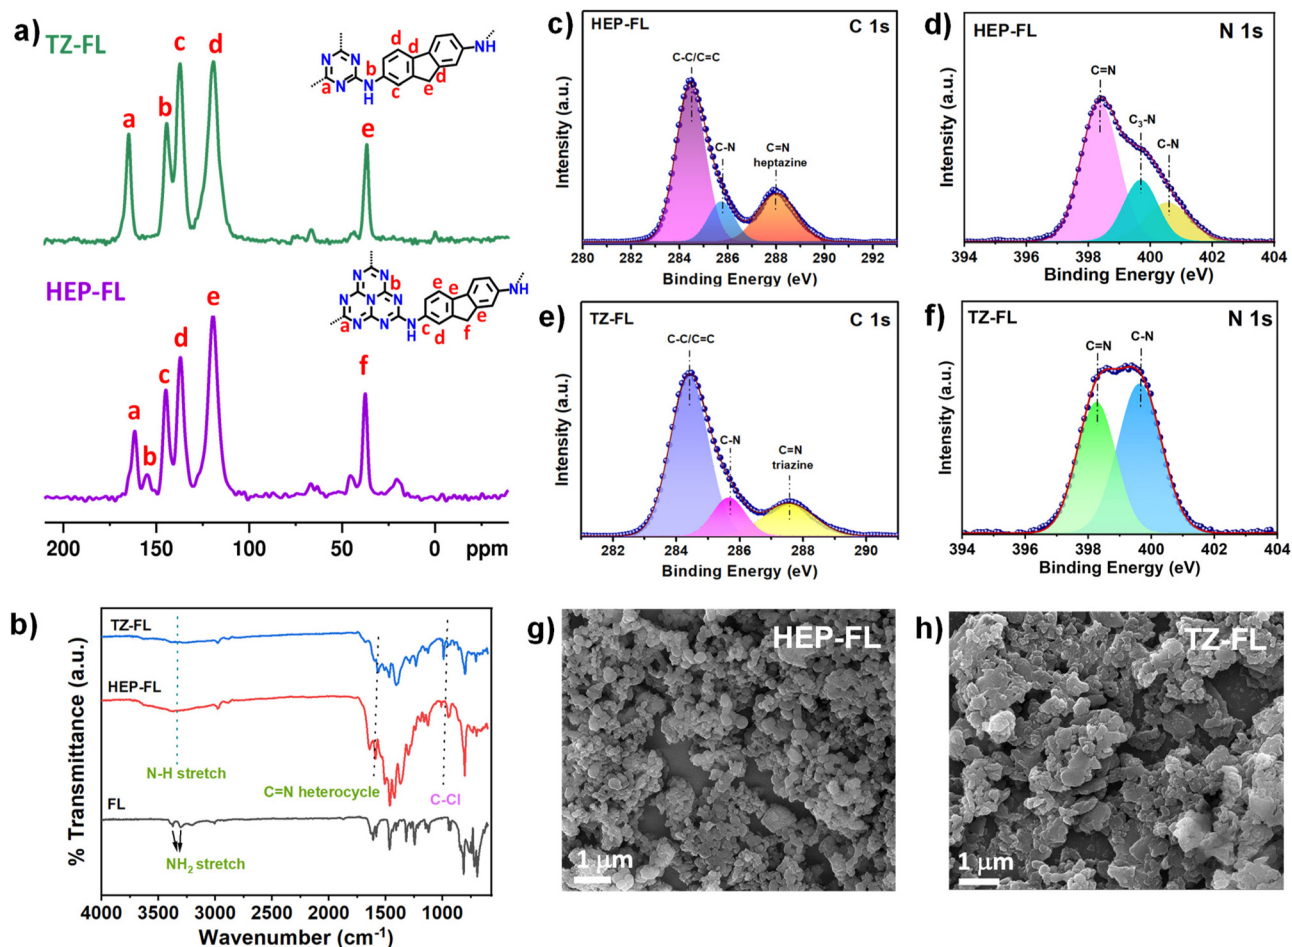 a)
TZ-FL
a
b
c
d
e
N
N
N
a
b
N
H
d
d
c
e
d
NH
HEP-FL
a
b
c
d
e
f
N
N
N
N
N
N
N
b
a
N
H
e
e
c
d
f
e
NH
210 150 100 50 0 ppm
b)
TZ-FL
HEP-FL
N-H stretch
C=N heterocycle
C-Cl
FL
NH2 stretch
% Transmittance (a.u.)
4000 3500 3000 2500 2000 1500 1000
Wavenumber (cm-1)
c)
HEP-FL
C 1s
C-C/C=C
C-N
C=N
heptazine
Intensity (a.u.)
280 282 284 286 288 290 292
Binding Energy (eV)
d)
HEP-FL
N 1s
C=N
C3-N
C-N
Intensity (a.u.)
394 396 398 400 402 404
Binding Energy (eV)
e)
TZ-FL
C 1s
C-C/C=C
C-N
C=N
triazine
Intensity (a.u.)
282 284 286 288 290
Binding Energy (eV)
f)
TZ-FL
N 1s
C=N
C-N
Intensity (a.u.)
394 396 398 400 402 404
Binding Energy (eV)
g)
HEP-FL
1 μm
h)
TZ-FL
1 μm